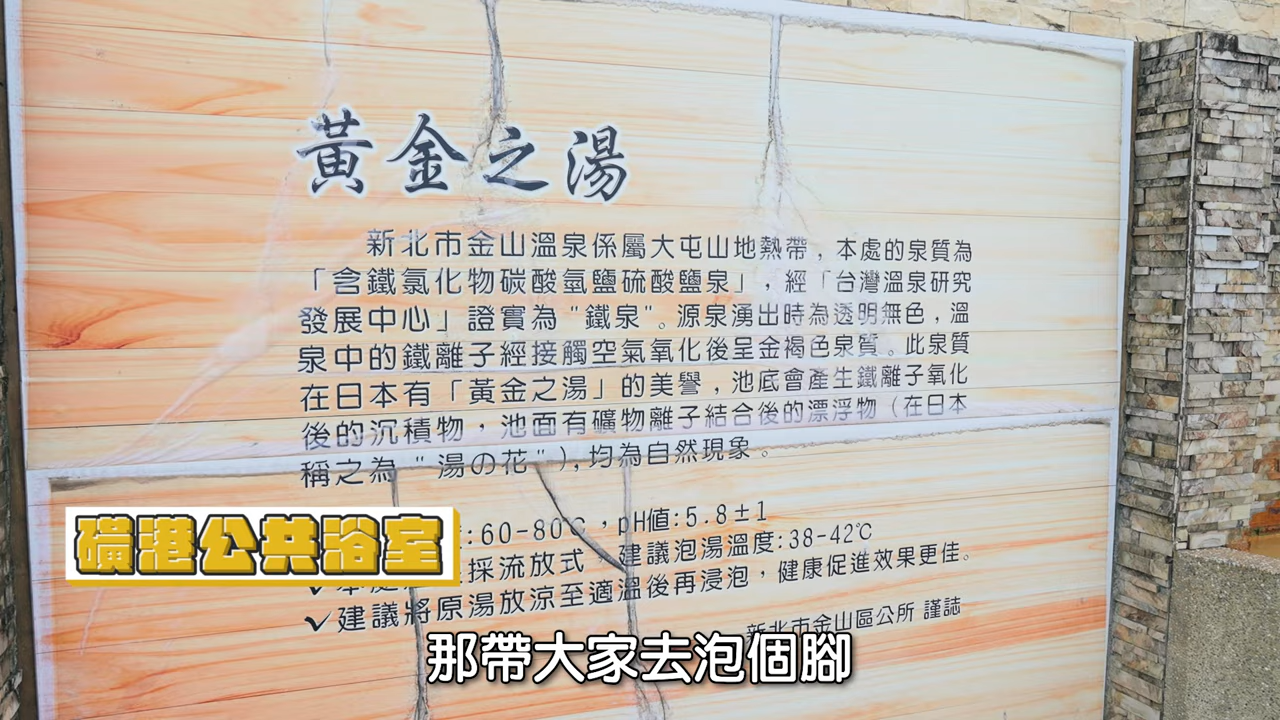 黃金之湯
新北市金山溫泉係屬大屯山地熱帶，本處的泉質為
「含鐵氯化物碳酸氫鹽硫酸鹽泉」，經「台灣溫泉研究
發展中心」證實為"鐵泉"。源泉湧出時為透明無色，溫
泉中的鐵離子經接觸空氣氧化後呈金褐色泉質。此泉質
在日本有「黃金之湯」的美譽，池底會產生鐵離子氧化
後的沉積物，池面有礦物離子結合後的漂浮物（在日本
稱之為"湯の花"），均為自然現象。
:60-80℃，pH值:5.8±1
採流放式 建議泡湯溫度:38-42℃
✓建議將原湯放涼至適溫後再浸泡，健康促進效果更佳。
新北市金山區公所 謹誌
磺港公共浴室
那帶大家去泡個腳